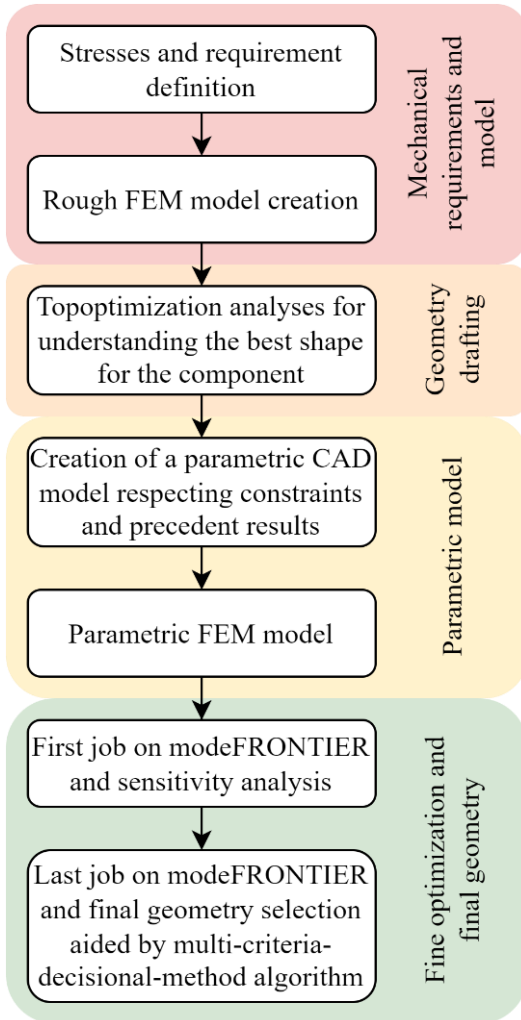 Stresses and requirement
definition
Rough FEM model creation
Mechanical
requirements and
model
Topoptimization analyses for
understanding the best shape
for the component
Geometry
drafting
Creation of a parametric CAD
model respecting constraints
and precedent results
Parametric FEM model
Parametric model
First job on modeFRONTIER
and sensitivity analysis
Last job on modeFRONTIER
and final geometry selection
aided by multi-criteria-
decisional-method algorithm
Fine optimization and
final geometry